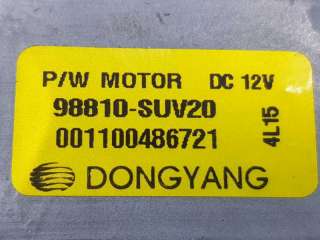 P/W MOTOR DC 12V
98810-SUV20
001100486721
4L15
DONGYANG